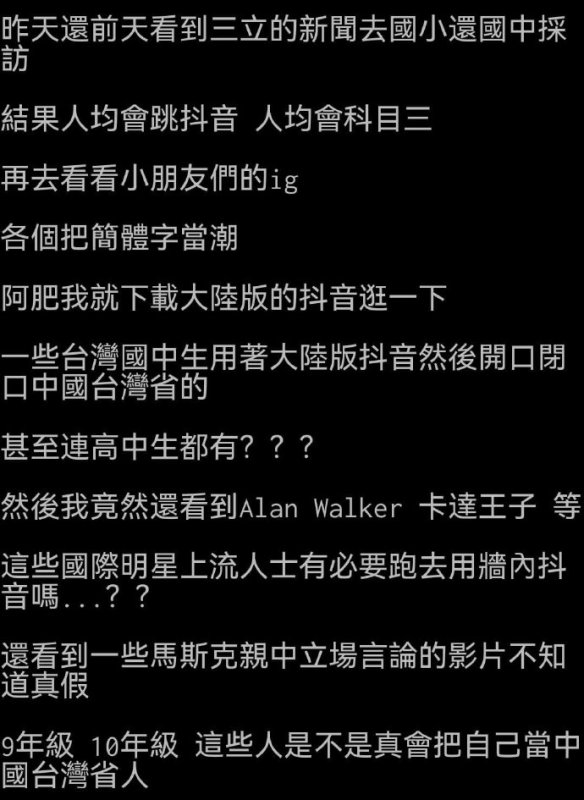 昨天還前天看到三立的新聞去國小還國中採
訪
結果人均會跳抖音 人均會科目三
再去看看小朋友們的ig
各個把簡體字當潮
阿肥我就下載大陸版的抖音逛一下
一些台灣國中生用著大陸版抖音然後開口閉
口中國台灣省的
甚至連高中生都有？？？
然後我竟然還看到Alan Walker 卡達王子 等
這些國際明星上流人士有必要跑去用牆內抖
音嗎...？？
還看到一些馬斯克親中立場言論的影片不知
道真假
9年級 10年級 這些人是不是真會把自己當中
國台灣省人